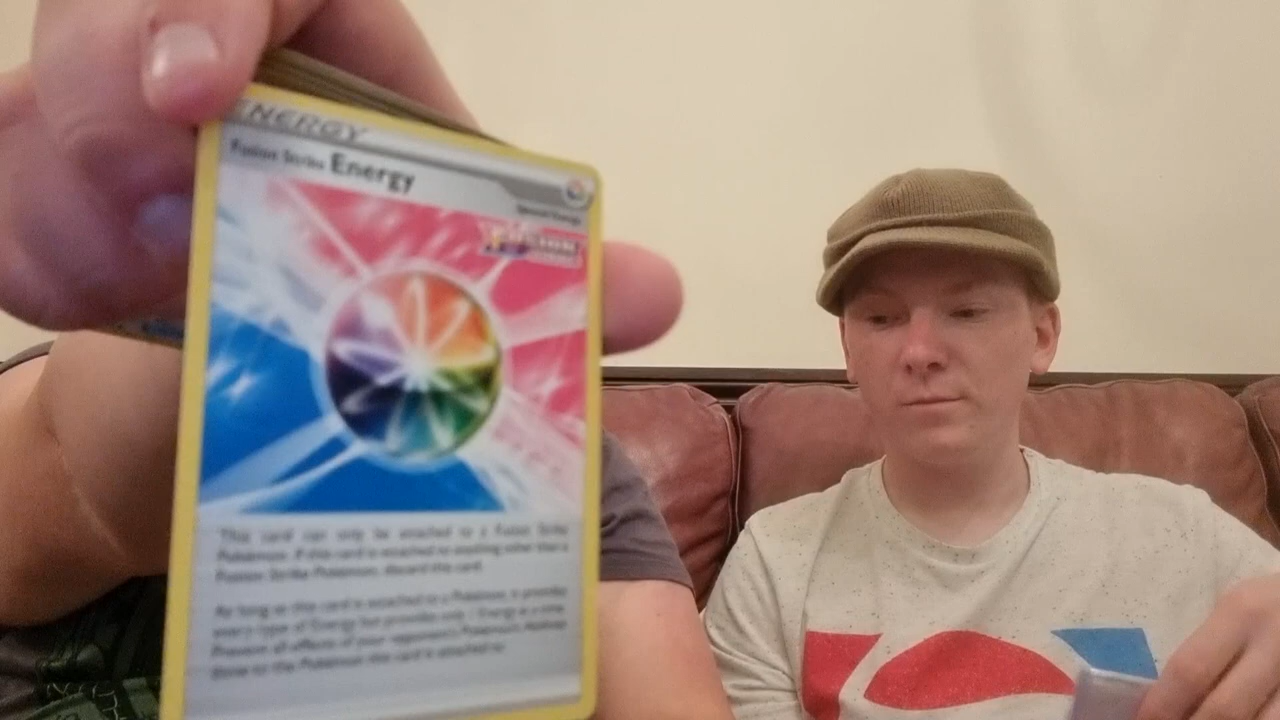 ENERGY
Fusion Strike Energy
Special Energy
This card can only be attached to a Fusion Strike
Pokémon. If this card is attached to anything other than a
Fusion Strike Pokémon, discard this card.
As long as this card is attached to a Pokémon, it provides
every type of Energy but provides only 1 Energy at a time.
Prevent all effects of your opponent's Pokémon's Abilities
done to the Pokémon this card is attached to.